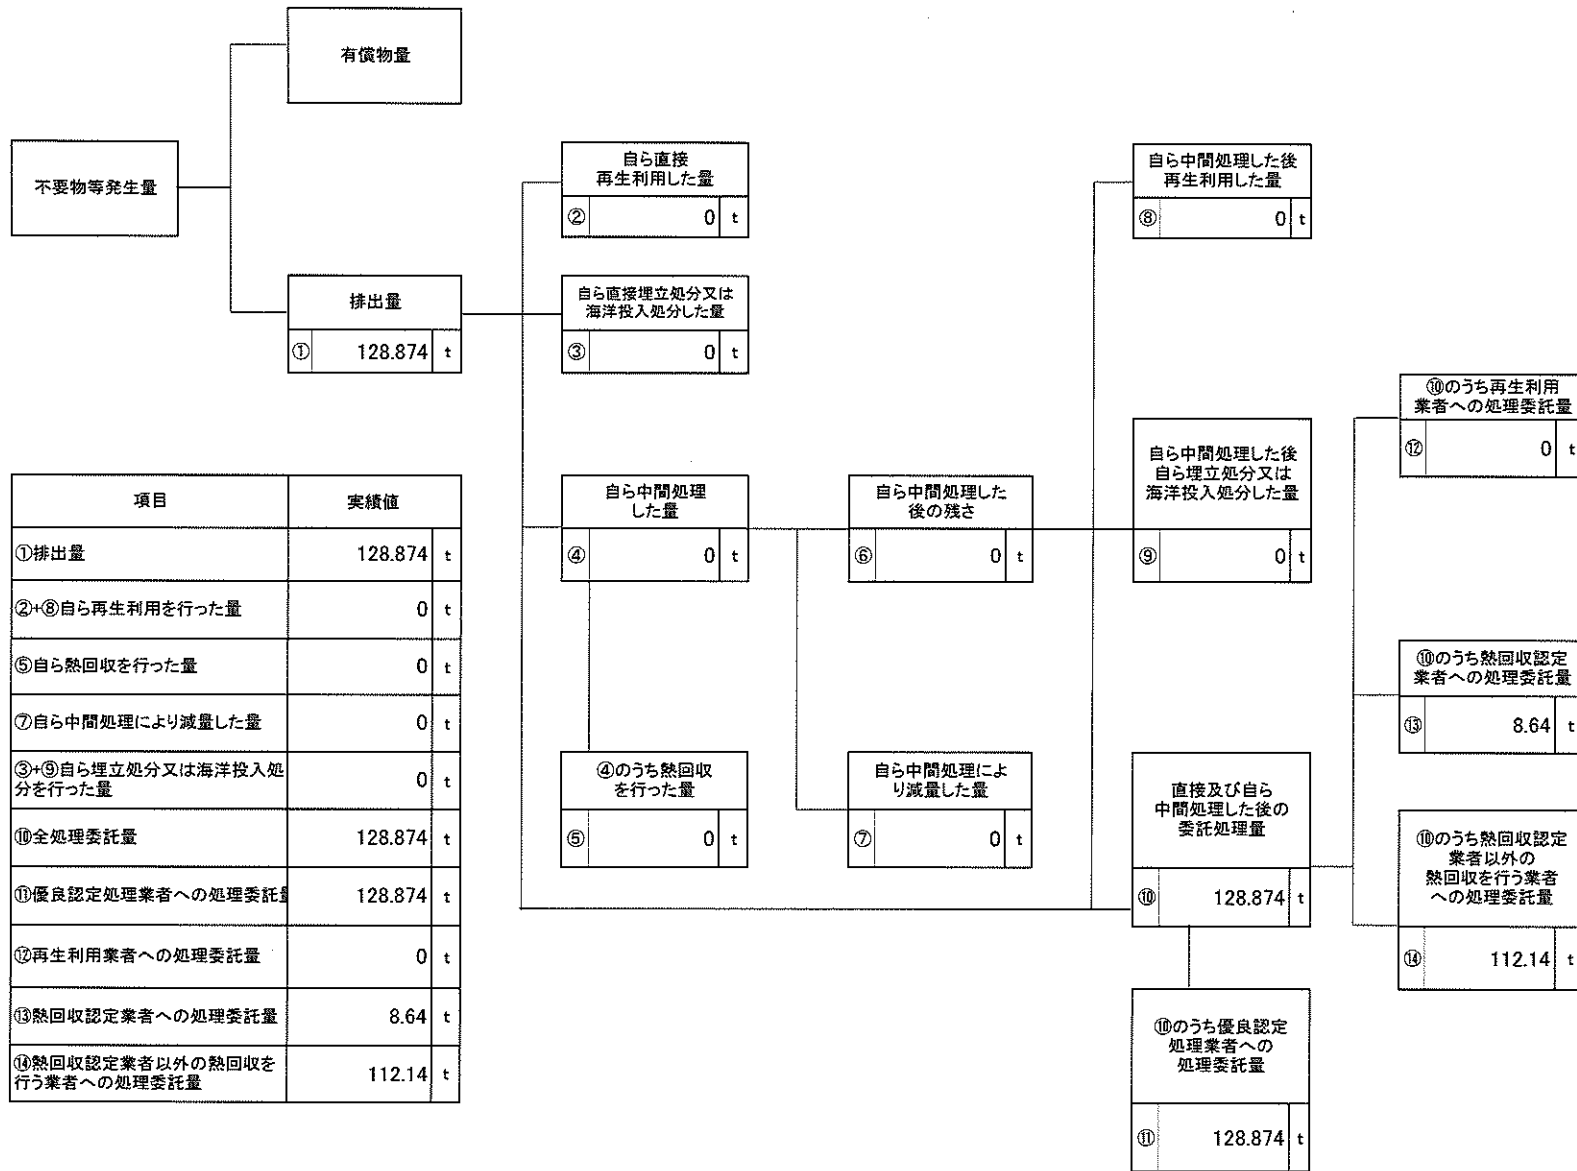 有償物量
不要物等発生量
排出量
① 128.874 t
自ら直接
再生利用した量
② 0 t
自ら直接埋立処分又は
海洋投入処分した量
③ 0 t
自ら中間処理
した量
④ 0 t
④のうち熱回収
を行った量
⑤ 0 t
自ら中間処理した
後の残さ
⑥ 0 t
自ら中間処理によ
り減量した量
⑦ 0 t
自ら中間処理した後
再生利用した量
⑧ 0 t
自ら中間処理した後
自ら埋立処分又は
海洋投入処分した量
⑨ 0 t
直接及び自ら
中間処理した後の
委託処理量
⑩ 128.874 t
⑩のうち優良認定
処理業者への
処理委託量
⑪ 128.874 t
⑩のうち再生利用
業者への処理委託量
⑫ 0 t
⑩のうち熱回収認定
業者への処理委託量
⑬ 8.64 t
⑩のうち熱回収認定
業者以外の
熱回収を行う業者
への処理委託量
⑭ 112.14 t
項目 実績値
①排出量 128.874 t
②+⑧自ら再生利用を行った量 0 t
⑤自ら熱回収を行った量 0 t
⑦自ら中間処理により減量した量 0 t
③+⑨自ら埋立処分又は海洋投入処
分を行った量 0 t
⑩全処理委託量 128.874 t
⑪優良認定処理業者への処理委託量 128.874 t
⑫再生利用業者への処理委託量 0 t
⑬熱回収認定業者への処理委託量 8.64 t
⑭熱回収認定業者以外の熱回収を
行う業者への処理委託量 112.14 t